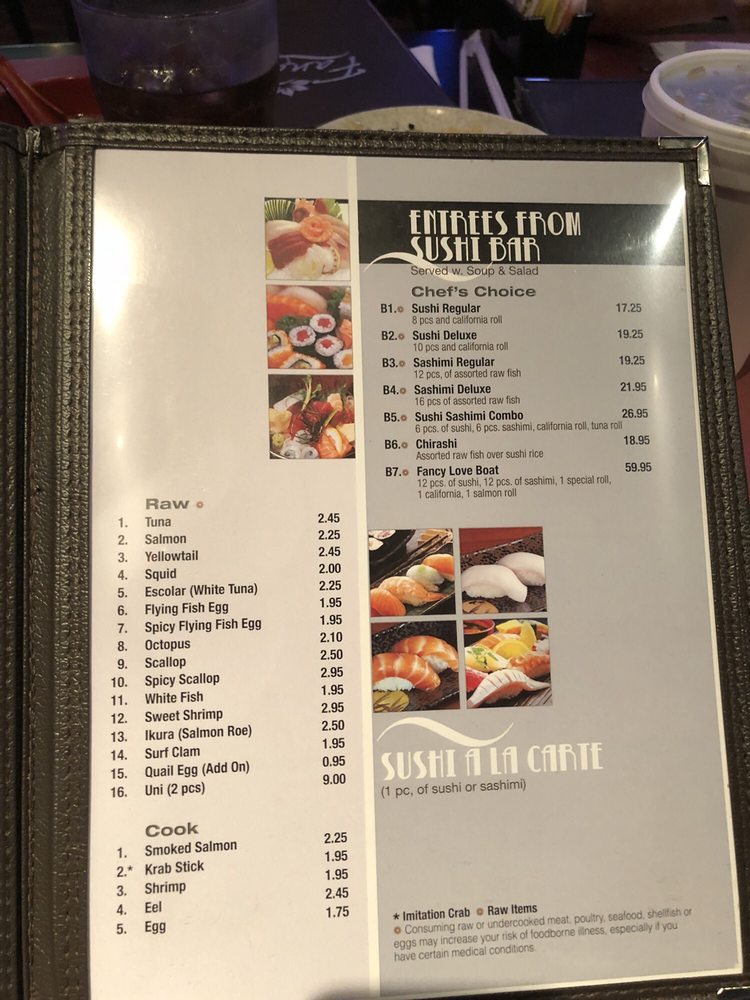 ENTREES FROM
SUSHI BAR
Served w. Soup & Salad
Chef's Choice
B1. Sushi Regular 17.25
8 pcs and california roll
B2. Sushi Deluxe 19.25
10 pcs and california roll
B3. Sashimi Regular 19.25
12 pcs, of assorted raw fish
B4. Sashimi Deluxe 21.95
16 pcs of assorted raw fish
B5. Sushi Sashimi Combo 26.95
6 pcs. of sushi, 6 pcs. sashimi, california roll, tuna roll
B6. Chirashi 18.95
Assorted raw fish over sushi rice
B7. Fancy Love Boat 59.95
12 pcs. of sushi, 12 pcs. of sashimi, 1 special roll,
1 california, 1 salmon roll
SUSHI A LA CARTE
(1 pc, of sushi or sashimi)
Raw
1. Tuna 2.45
2. Salmon 2.25
3. Yellowtail 2.45
4. Squid 2.00
5. Escolar (White Tuna) 2.25
6. Flying Fish Egg 1.95
7. Spicy Flying Fish Egg 1.95
8. Octopus 2.10
9. Scallop 2.50
10. Spicy Scallop 2.95
11. White Fish 1.95
12. Sweet Shrimp 2.95
13. Ikura (Salmon Roe) 2.50
14. Surf Clam 1.95
15. Quail Egg (Add On) 0.95
16. Uni (2 pcs) 9.00
Cook
1. Smoked Salmon 2.25
2.* Krab Stick 1.95
3. Shrimp 1.95
4. Eel 2.45
5. Egg 1.75
* Imitation Crab Raw Items
Consuming raw or undercooked meat, poultry, seafood, shellfish or
eggs may increase your risk of foodborne illness, especially if you
have certain medical conditions.